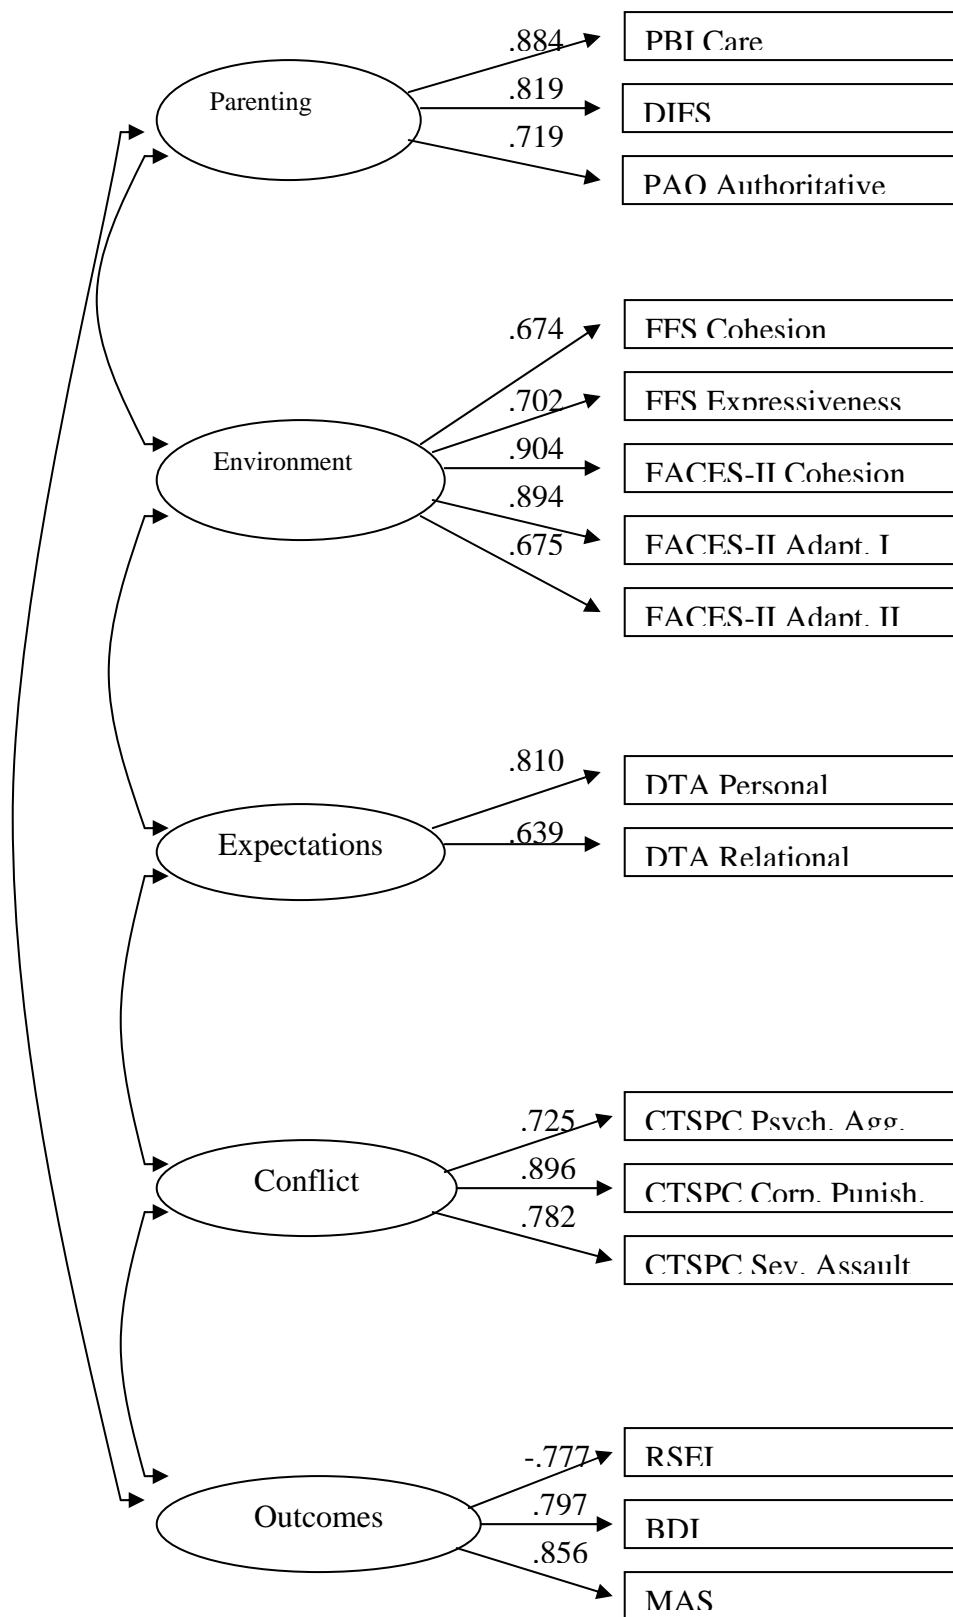 .884
PBI Care
Parenting
.819
DIFS
.719
PAQ Authoritative
.674
FFS Cohesion
.702
FFS Expressiveness
Environment
.904
FACES-II Cohesion
.894
FACES-II Adapt. I
.675
FACES-II Adapt. II
.810
DTA Personal
Expectations
.639
DTA Relational
.725
CTSPC Psych. Agg.
Conflict
.896
CTSPC Corp. Punish.
.782
CTSPC Sev. Assault
-.777
RSEI
Outcomes
.797
BDI
.856
MAS